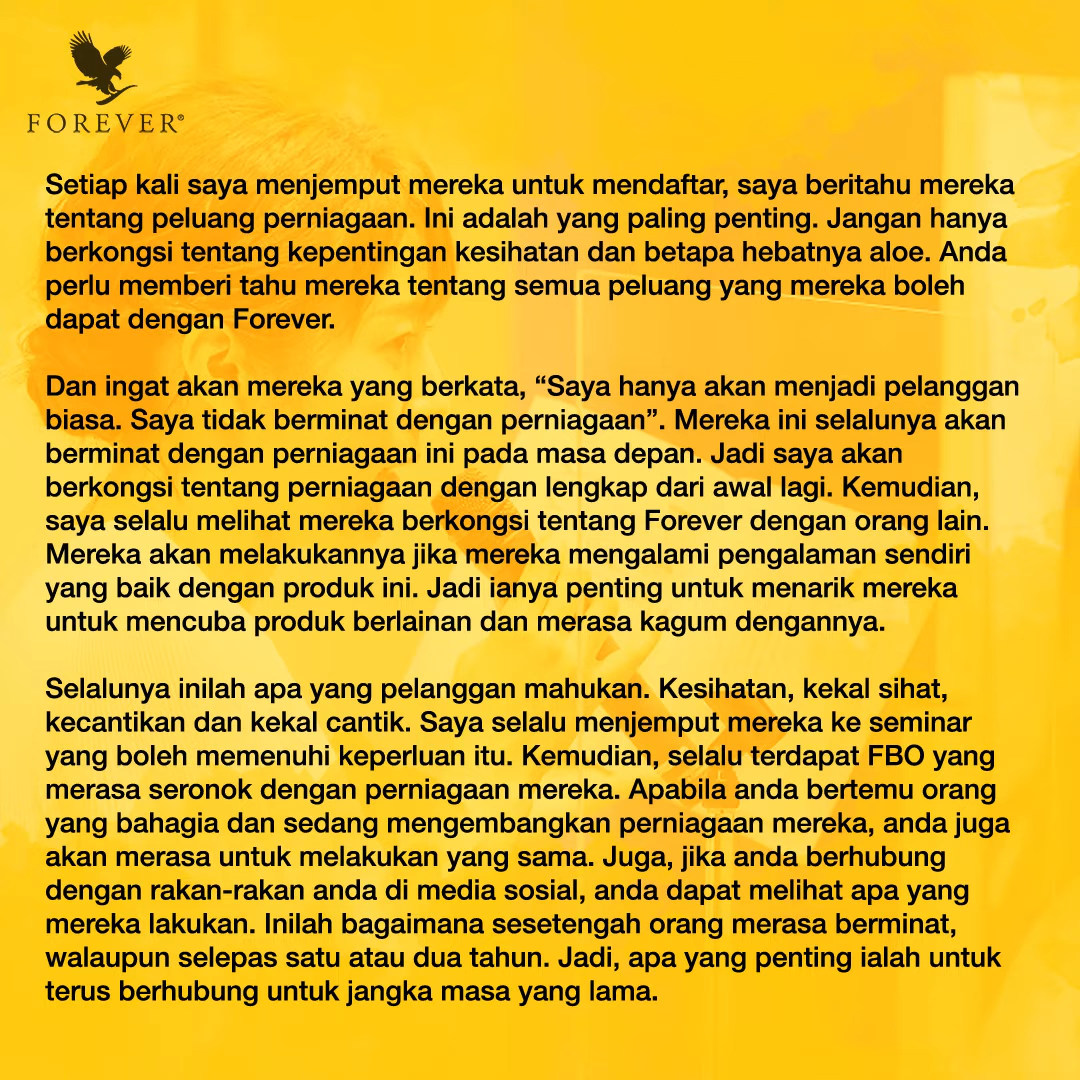 FOREVER®
Setiap kali saya menjemput mereka untuk mendaftar, saya beritahu mereka
tentang peluang perniagaan. Ini adalah yang paling penting. Jangan hanya
berkongsi tentang kepentingan kesihatan dan betapa hebatnya aloe. Anda
perlu memberi tahu mereka tentang semua peluang yang mereka boleh
dapat dengan Forever.
Dan ingat akan mereka yang berkata, “Saya hanya akan menjadi pelanggan
biasa. Saya tidak berminat dengan perniagaan”. Mereka ini selalunya akan
berminat dengan perniagaan ini pada masa depan. Jadi saya akan
berkongsi tentang perniagaan dengan lengkap dari awal lagi. Kemudian,
saya selalu melihat mereka berkongsi tentang Forever dengan orang lain.
Mereka akan melakukannya jika mereka mengalami pengalaman sendiri
yang baik dengan produk ini. Jadi ianya penting untuk menarik mereka
untuk mencuba produk berlainan dan merasa kagum dengannya.
Selalunya inilah apa yang pelanggan mahukan. Kesihatan, kekal sihat,
kecantikan dan kekal cantik. Saya selalu menjemput mereka ke seminar
yang boleh memenuhi keperluan itu. Kemudian, selalu terdapat FBO yang
merasa seronok dengan perniagaan mereka. Apabila anda bertemu orang
yang bahagia dan sedang mengembangkan perniagaan mereka, anda juga
akan merasa untuk melakukan yang sama. Juga, jika anda berhubung
dengan rakan-rakan anda di media sosial, anda dapat melihat apa yang
mereka lakukan. Inilah bagaimana sesetengah orang merasa berminat,
walaupun selepas satu atau dua tahun. Jadi, apa yang penting ialah untuk
terus berhubung untuk jangka masa yang lama.